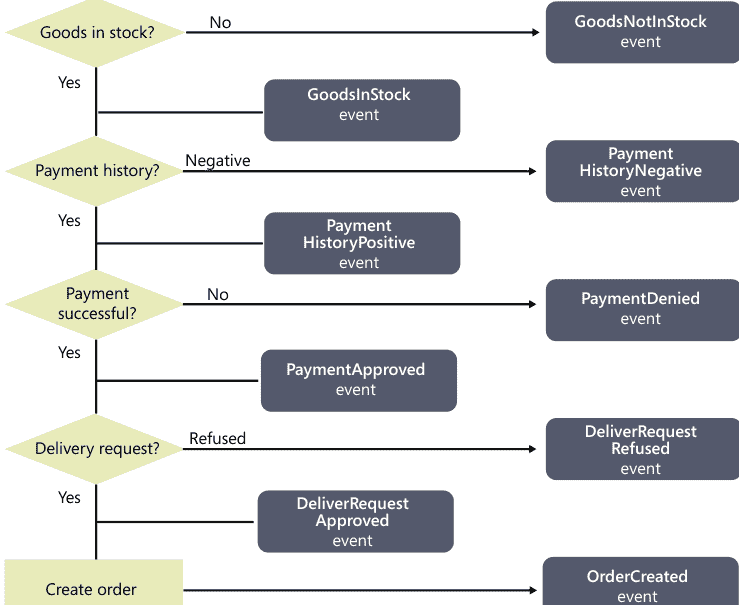 Goods in stock?
No
GoodsNotInStock
event
Yes
GoodsInStock
event
Payment history?
Negative
Payment
HistoryNegative
event
Yes
Payment
HistoryPositive
event
Payment
successful?
No
PaymentDenied
event
Yes
PaymentApproved
event
Delivery request?
Refused
DeliverRequest
Refused
event
Yes
DeliverRequest
Approved
event
Create order
OrderCreated
event